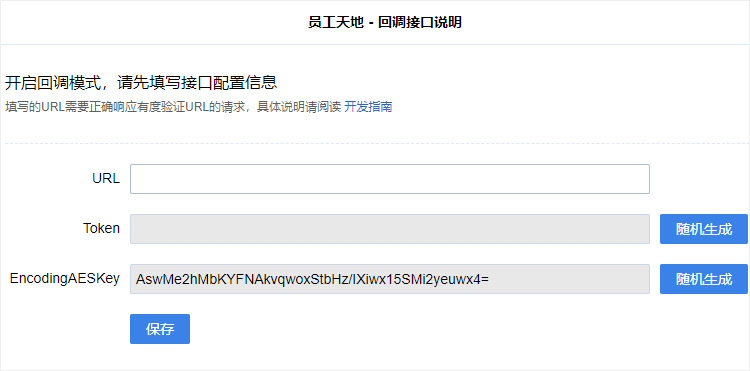 员工天地 - 回调接口说明
开启回调模式，请先填写接口配置信息
填写的URL需要正确响应有度验证URL的请求，具体说明请阅读 开发指南
URL
Token 随机生成
EncodingAESKey AswMe2hMbKYFNAkvqwoxStbHz/IXiwx15SMi2yeuwx4= 随机生成
保存